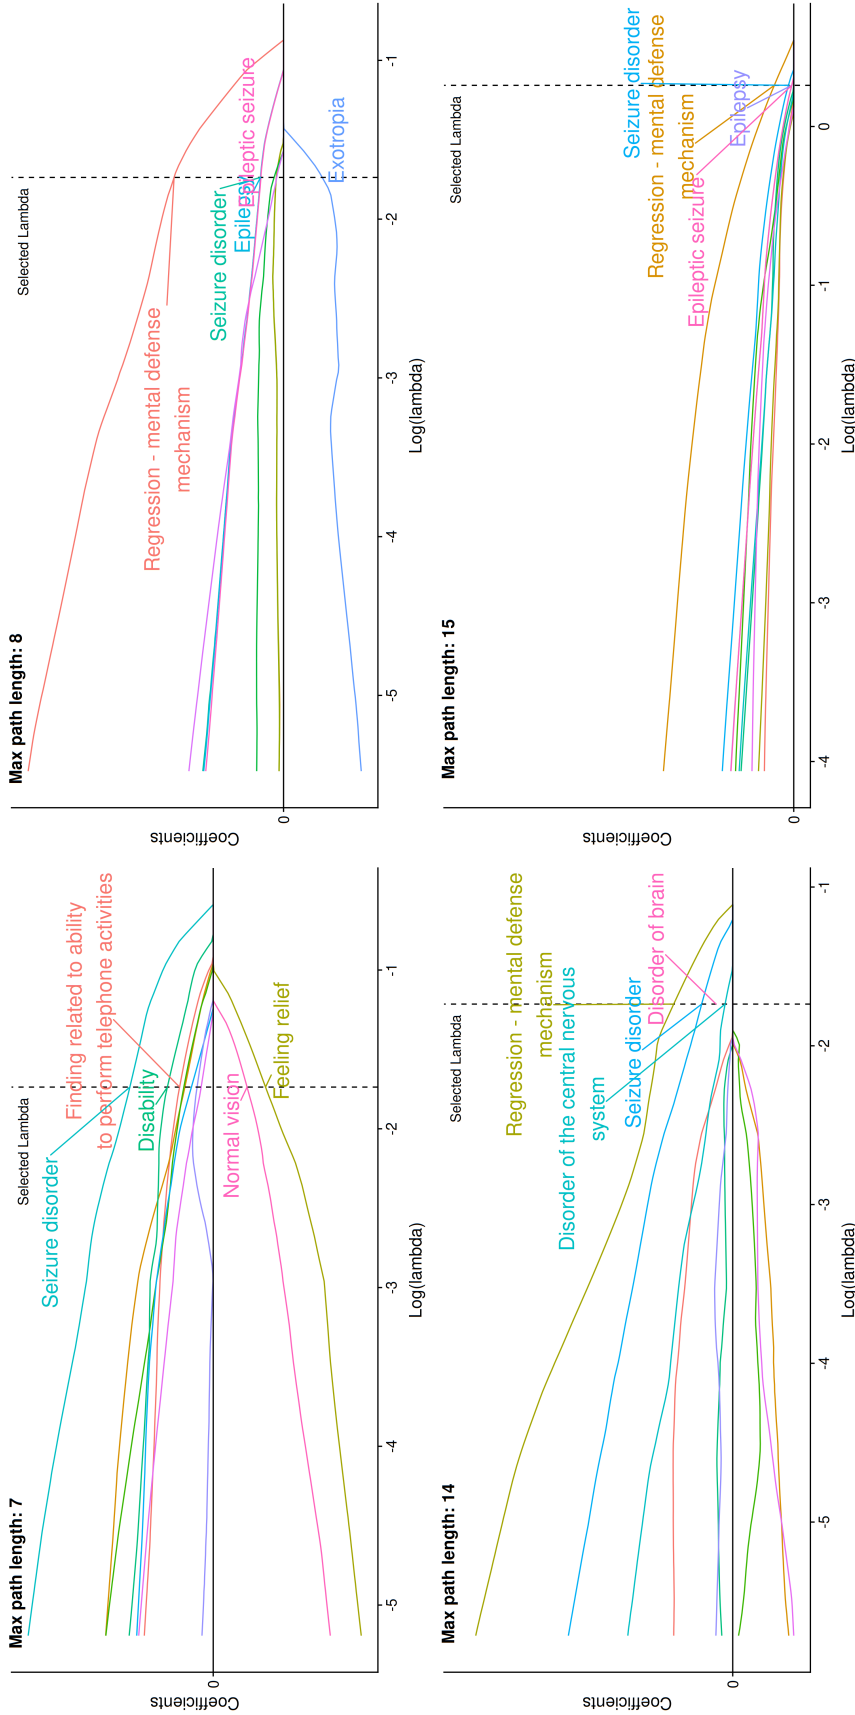 Max path length: 7
Selected Lambda
Seizure disorder
Finding related to ability
to perform telephone activities
Disability
Normal vision
Feeling relief
Coefficients
0
-5
-4
-3
-2
-1
Log(lambda)
Max path length: 8
Selected Lambda
Regression - mental defense
mechanism
Seizure disorder
Epilepsy
Epileptic seizure
Exotropia
Coefficients
0
-5
-4
-3
-2
-1
Log(lambda)
Max path length: 14
Selected Lambda
Regression - mental defense
mechanism
Disorder of the central nervous
system
Seizure disorder
Disorder of brain
Coefficients
0
-5
-4
-3
-2
-1
Log(lambda)
Max path length: 15
Selected Lambda
Seizure disorder
Regression - mental defense
mechanism
Epileptic seizure
Epilepsy
Coefficients
0
-4
-3
-2
-1
0
Log(lambda)